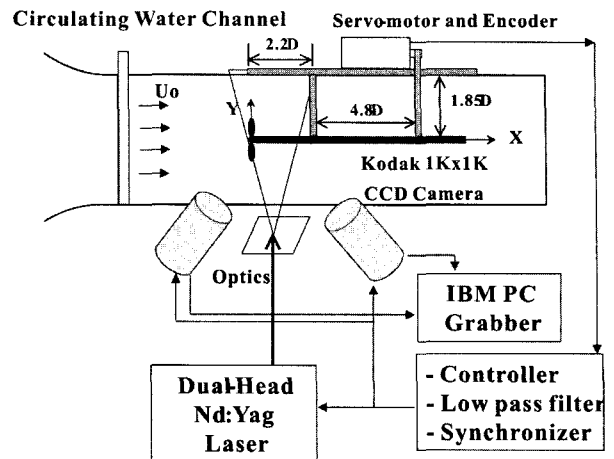 Circulating Water Channel
Servo-motor and Encoder
2.2D
Uo
Y
4.8D
1.85D
X
Kodak 1Kx1K
CCD Camera
Optics
IBM PC
Grabber
Dual-Head
Nd:Yag
Laser
- Controller
- Low pass filter
- Synchronizer